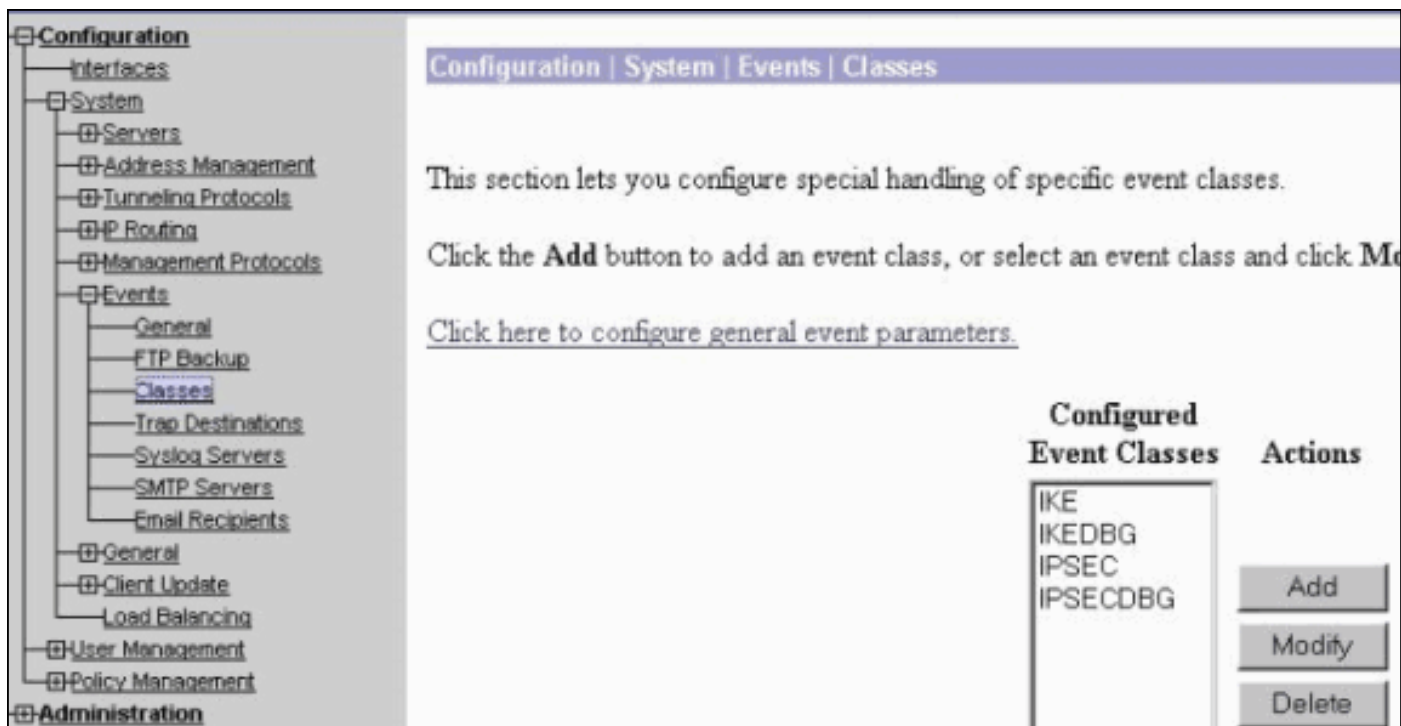 Configuration
Interfaces
System
Servers
Address Management
Tunneling Protocols
IP Routing
Management Protocols
Events
General
FTP Backup
Classes
Trap Destinations
Syslog Servers
SMTP Servers
Email Recipients
General
Client Update
Load Balancing
User Management
Policy Management
Administration
Configuration | System | Events | Classes
This section lets you configure special handling of specific event classes.
Click the Add button to add an event class, or select an event class and click Mo
Click here to configure general event parameters.
Configured
Event Classes
Actions
IKE
IKEDBG
IPSEC
IPSECDBG
Add
Modify
Delete